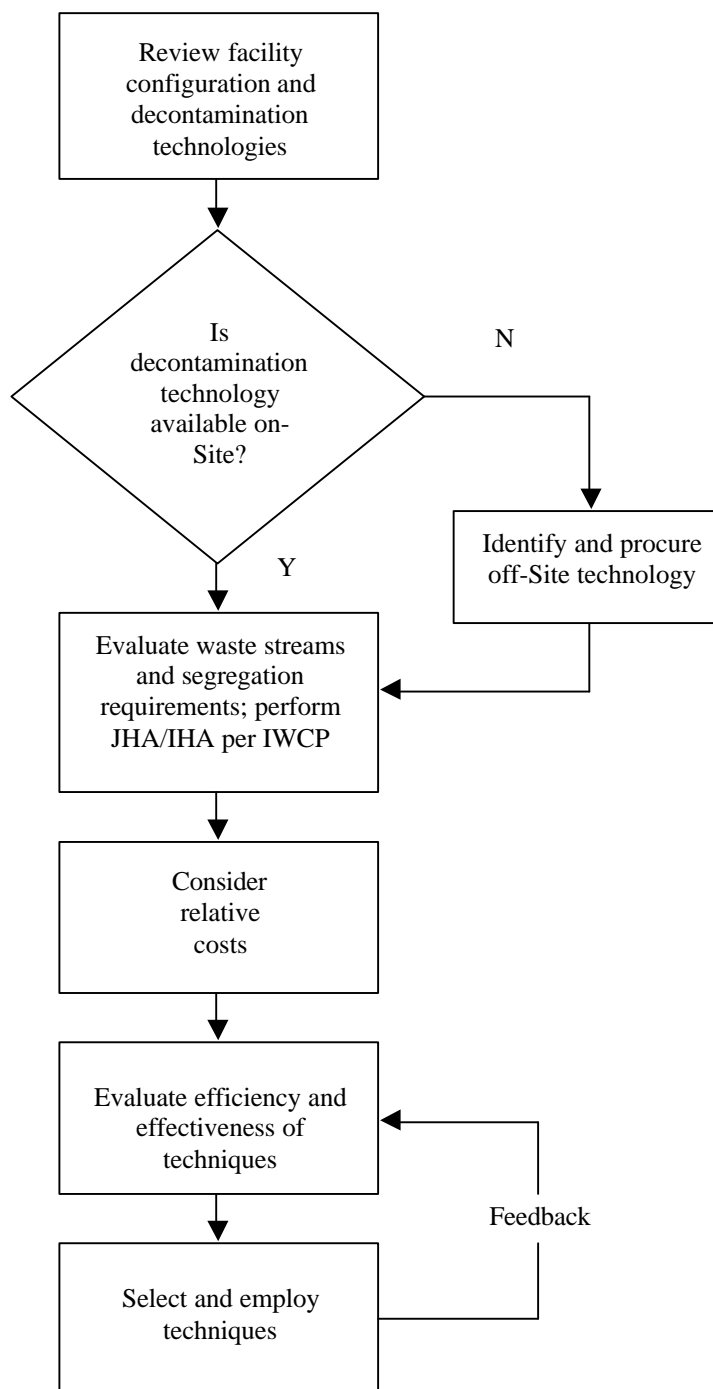 Review facility
configuration and
decontamination
technologies
Is
decontamination
technology
available on-
Site?
N
Y
Identify and procure
off-Site technology
Evaluate waste streams
and segregation
requirements; perform
JHA/IHA per IWCP
Consider
relative
costs
Evaluate efficiency and
effectiveness of
techniques
Feedback
Select and employ
techniques